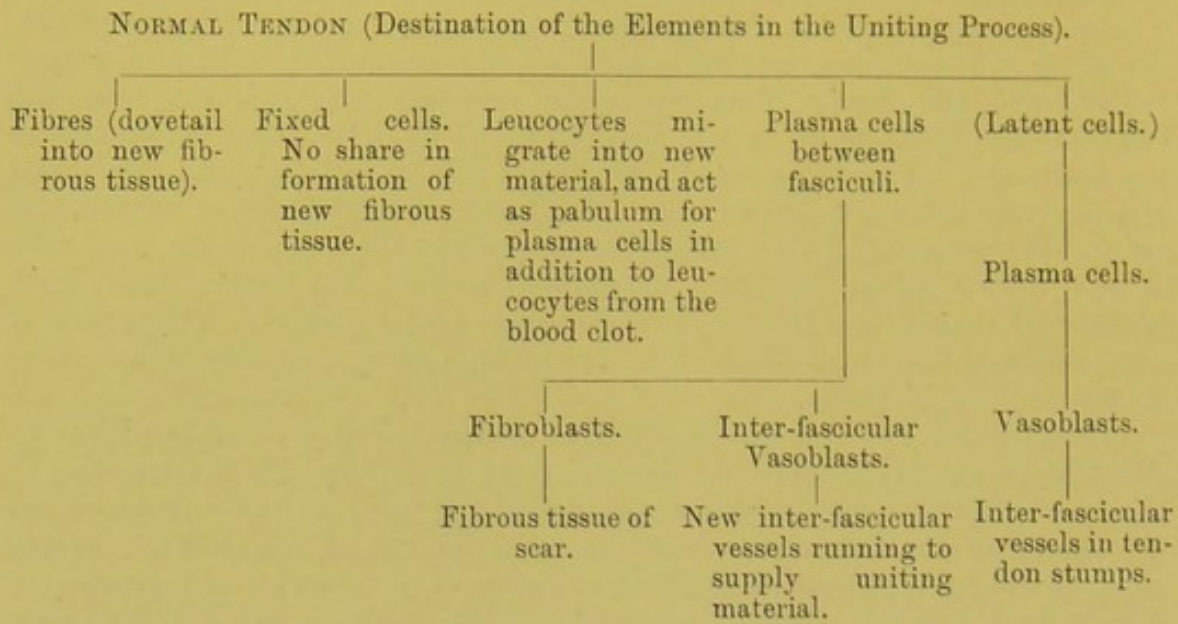 NORMAL TENDON (Destination of the Elements in the Uniting Process).
Fibres (dovetail
into new fib-
rous tissue).
Fixed cells.
No share in
formation of
new fibrous
tissue.
Leucocytes mi-
grate into new
material, and act
as pabulum for
plasma cells in
addition to leu-
cocytes from the
blood clot.
Plasma cells
between
fasciculi.
(Latent cells.)
Plasma cells.
Fibroblasts.
Inter-fascicular
Vasoblasts.
Vasoblasts.
Fibrous tissue of
scar.
New inter-fascicular
vessels running to
supply uniting
material.
Inter-fascicular
vessels in ten-
don stumps.